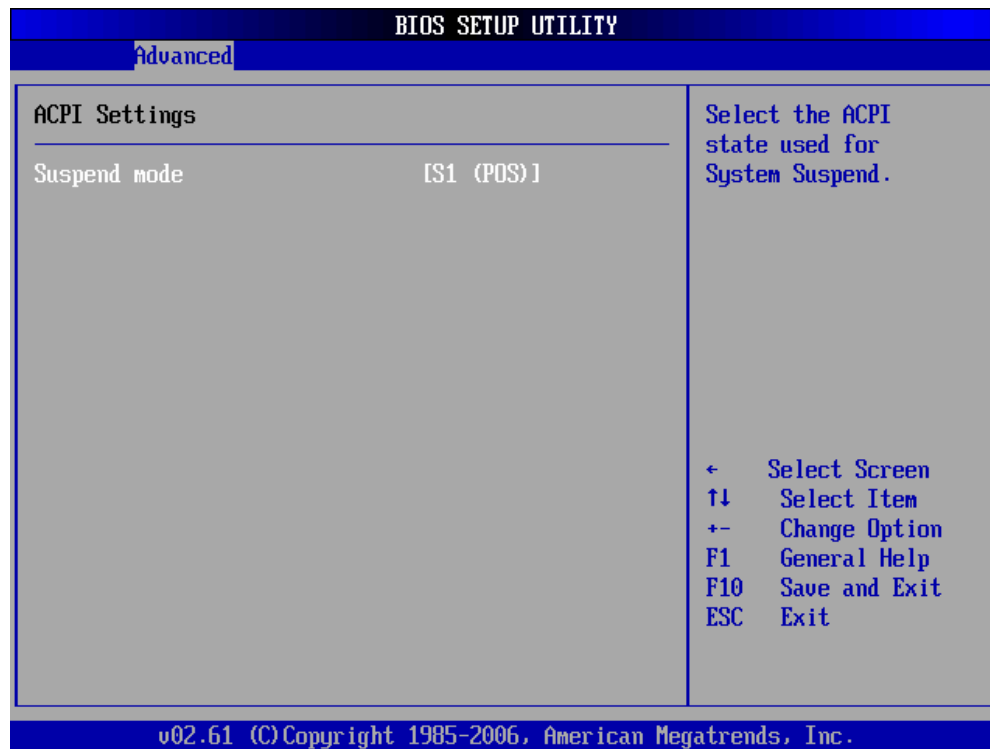 BIOS SETUP UTILITY
Advanced
ACPI Settings
Suspend mode [S1 (POS)]
Select the ACPI
state used for
System Suspend.
← Select Screen
↑↓ Select Item
+- Change Option
F1 General Help
F10 Save and Exit
ESC Exit
v02.61 (C)Copyright 1985-2006, American Megatrends, Inc.